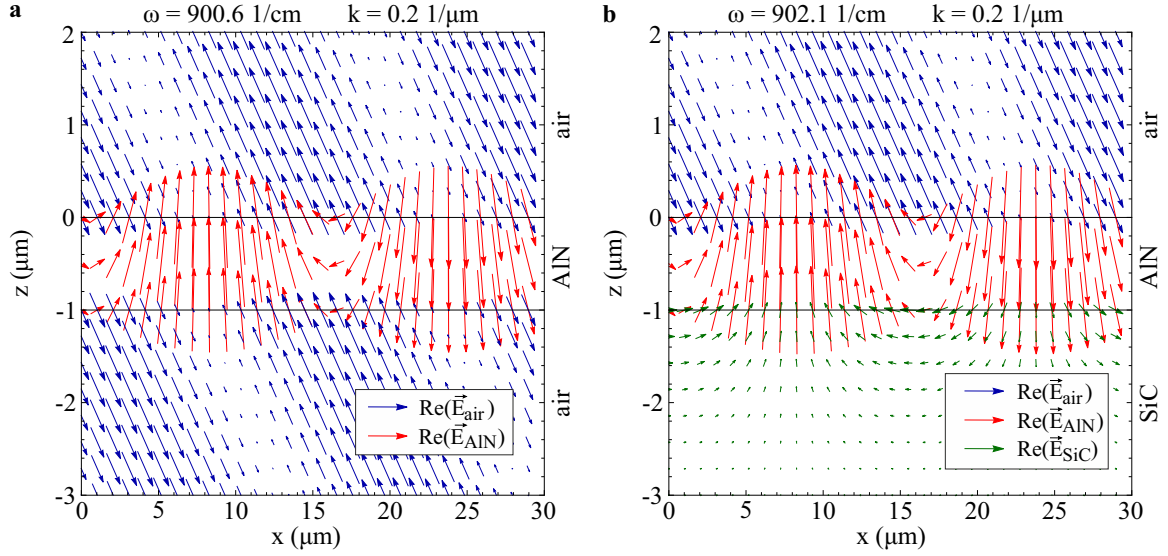 a
ω = 900.6 1/cm k = 0.2 1/μm
2
1
0
-1
-2
-3
z (μm)
air
AlN
air
Re(E⃗air)
Re(E⃗AlN)
0 5 10 15 20 25 30
x (μm)
b
ω = 902.1 1/cm k = 0.2 1/μm
2
1
0
-1
-2
-3
z (μm)
air
AlN
SiC
Re(E⃗air)
Re(E⃗AlN)
Re(E⃗SiC)
0 5 10 15 20 25 30
x (μm)